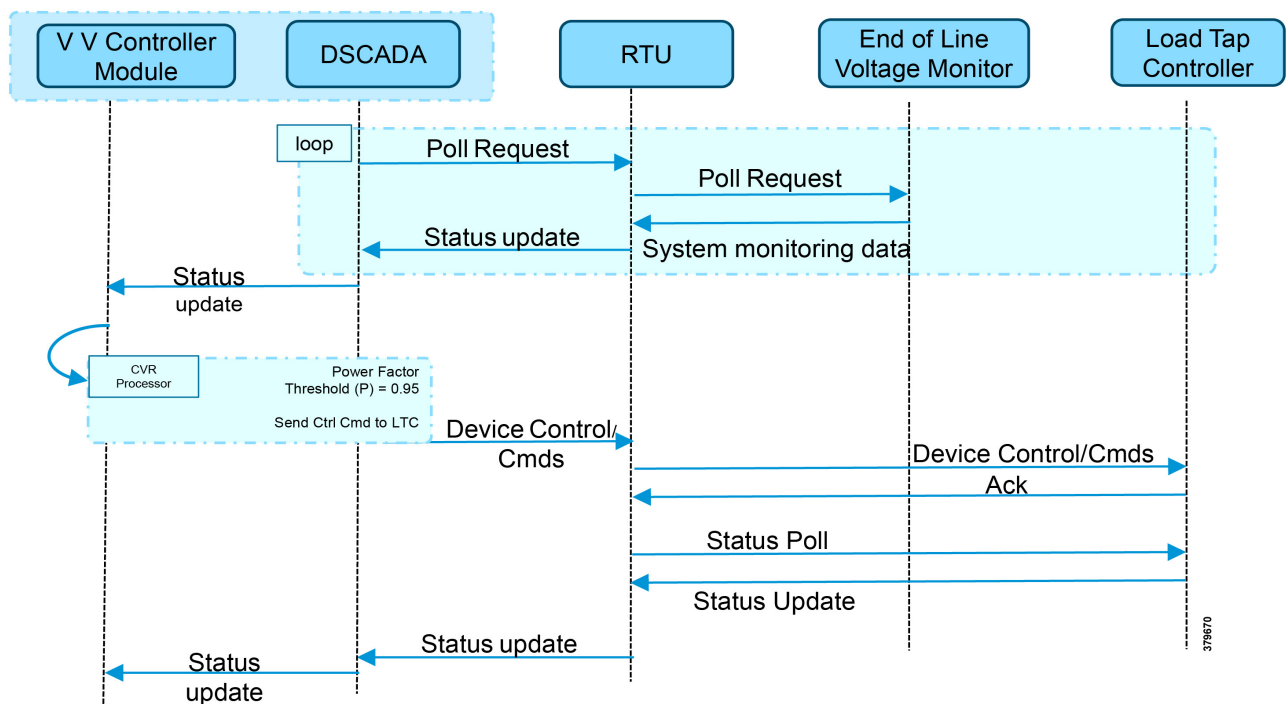 V V Controller
Module
DSCADA
RTU
End of Line
Voltage Monitor
Load Tap
Controller
loop
Poll Request
Poll Request
Status update
System monitoring data
Status
update
CVR
Processor
Power Factor
Threshold (P) = 0.95
Send Ctrl Cmd to LTC
Device Control/
Cmds
Device Control/Cmds
Ack
Status Poll
Status Update
Status update
Status
update
379670